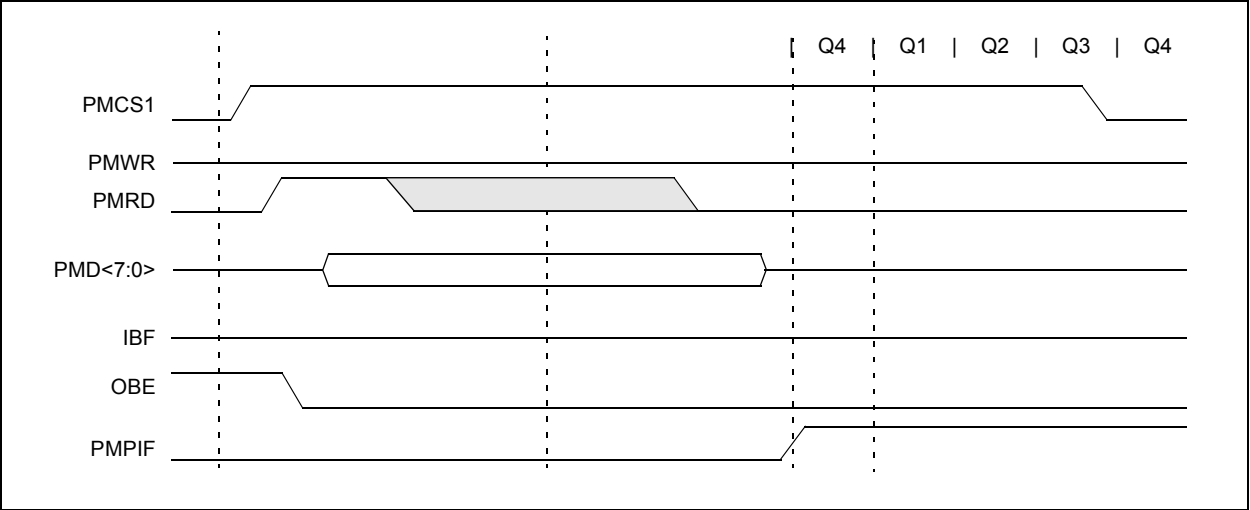 | Q4 | Q1 | Q2 | Q3 | Q4
PMCS1
PMWR
PMRD
PMD<7:0>
IBF
OBE
PMPIF